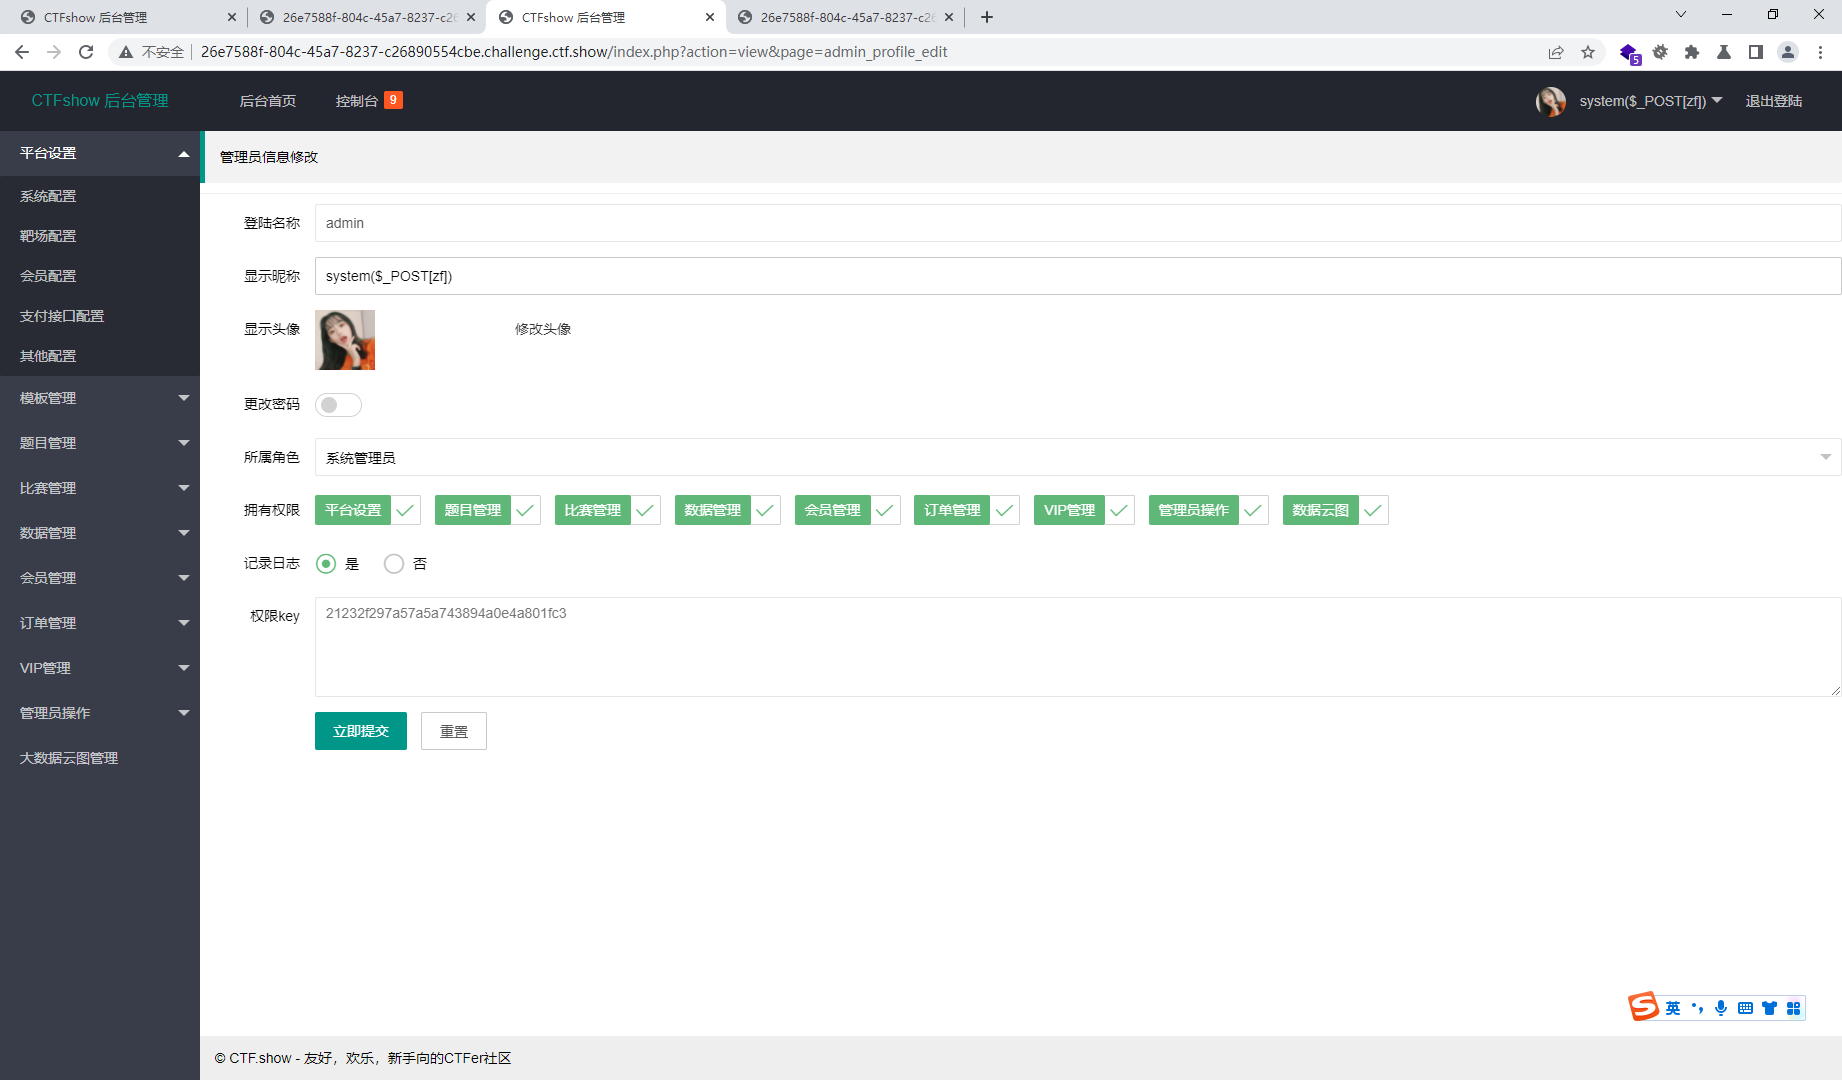 CTFshow 后台管理
26e7588f-804c-45a7-8237-c26
CTFshow 后台管理
26e7588f-804c-45a7-8237-c26
不安全
26e7588f-804c-45a7-8237-c26890554cbe.challenge.ctf.show/index.php?action=view&page=admin_profile_edit
5
CTFshow 后台管理
后台首页
控制台 9
system($_POST[zf])
退出登陆
平台设置
系统配置
靶场配置
会员配置
支付接口配置
其他配置
模板管理
题目管理
比赛管理
数据管理
会员管理
订单管理
VIP管理
管理员操作
大数据云图管理
管理员信息修改
登陆名称 admin
显示昵称 system($_POST[zf])
显示头像 修改头像
更改密码
所属角色 系统管理员
拥有权限 平台设置 题目管理 比赛管理 数据管理 会员管理 订单管理 VIP管理 管理员操作 数据云图
记录日志 是 否
权限key 21232f297a57a5a743894a0e4a801fc3
立即提交 重置
S 英
© CTF.show - 友好，欢乐，新手向的CTFer社区